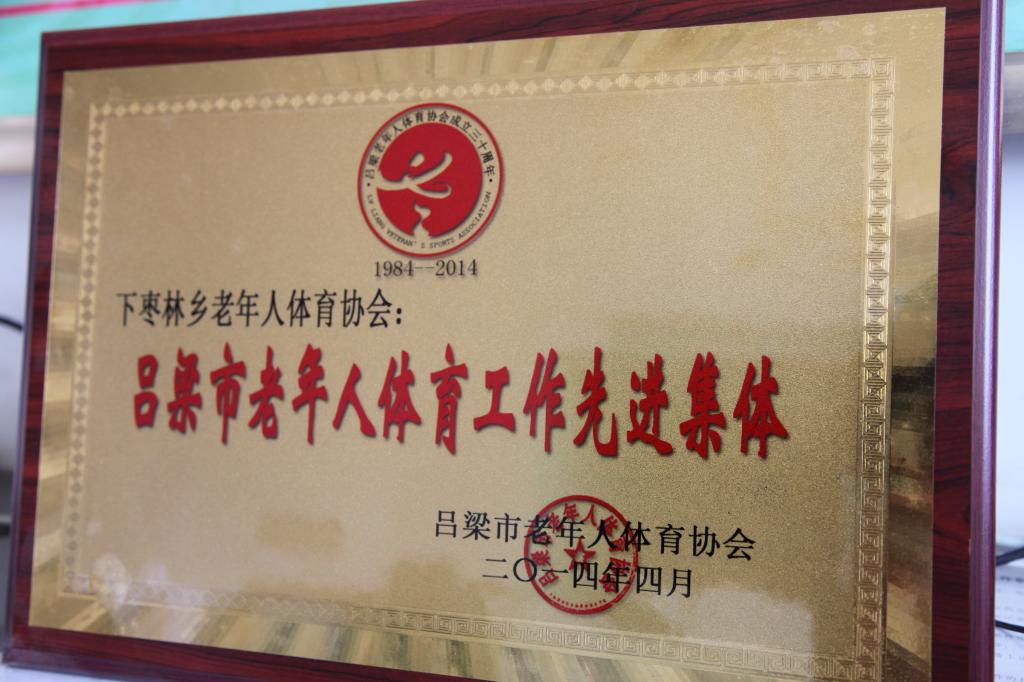 吕梁老年人体育协会成立三十周年
LV LIANG VETERAN'S SPORTS ASSOCIATION
1984--2014
下枣林乡老年人体育协会：
吕梁市老年人体育工作先进集体
吕梁市老年人体育协会
二〇一四年四月